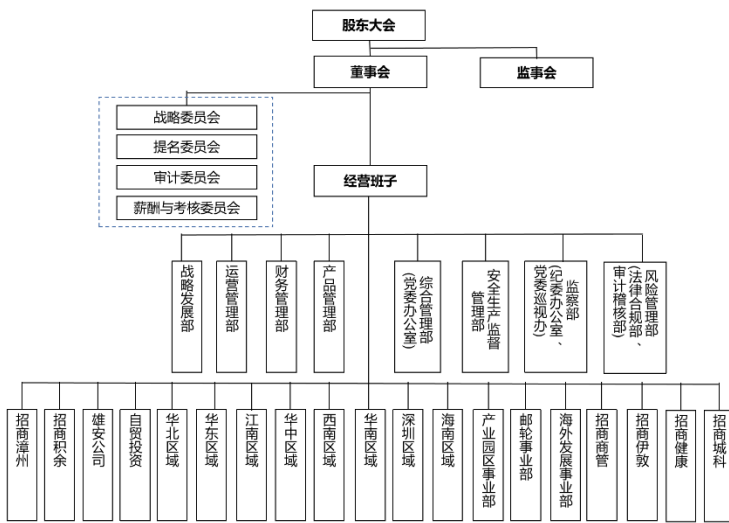 股东大会
董事会
监事会
战略委员会
提名委员会
审计委员会
薪酬与考核委员会
经营班子
战略发展部
运营管理部
财务管理部
产品管理部
综合管理部
(党委办公室)
安全生产监督
管理部
监察部
(纪委办公室、
党委巡视办)
风险管理部
(法律合规部、
审计稽核部)
招商漳州
招商积余
雄安公司
自贸投资
华北区域
华东区域
江南区域
华中区域
西南区域
华南区域
深圳区域
海南区域
产业园区事业部
邮轮事业部
海外发展事业部
招商商管
招商伊敦
招商健康
招商城科